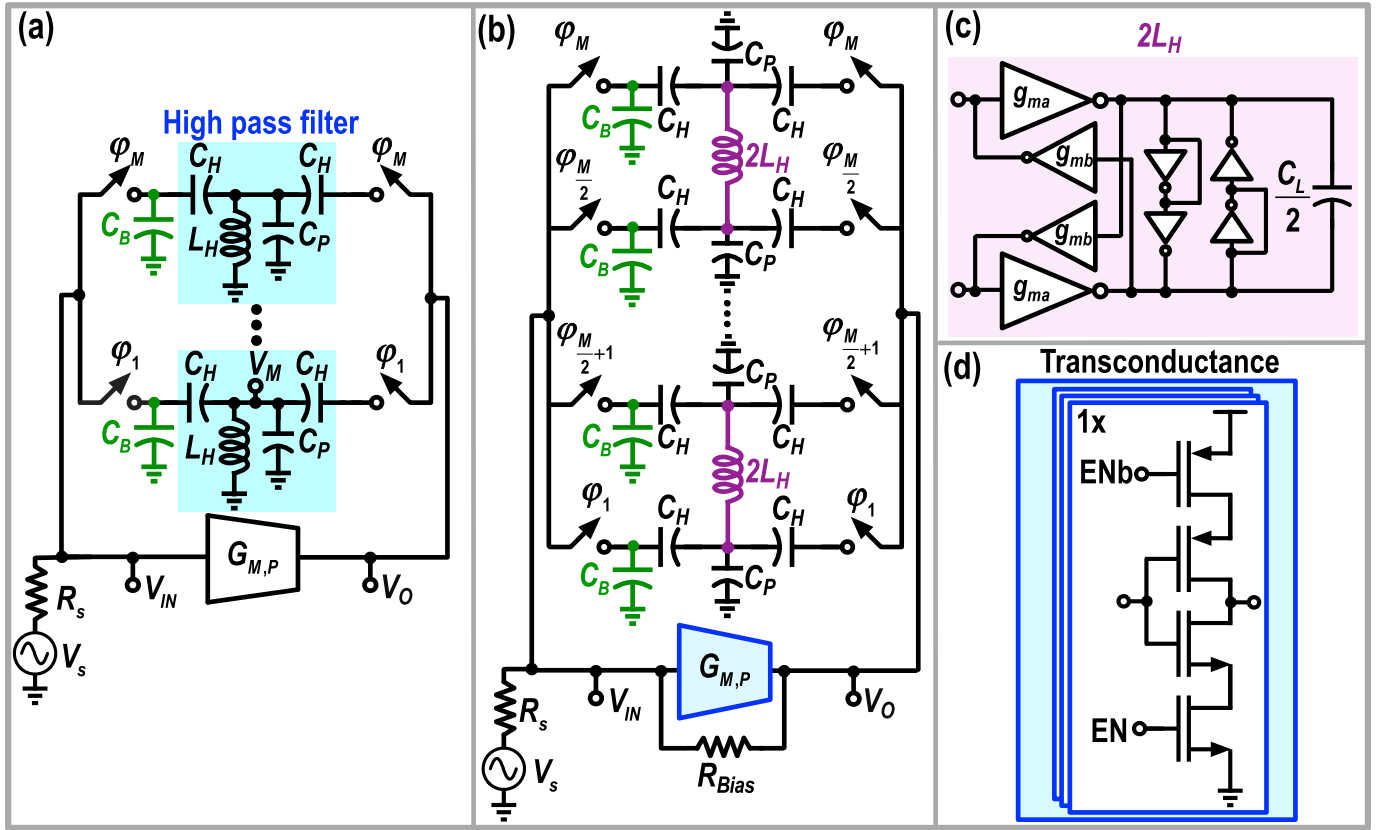 (a)
High pass filter
φM
CH
CH
φM
CB
LH
CP
φ1
CH
VM
CH
φ1
CB
LH
CP
GM,P
VIN
VO
Rs
Vs
(b)
φM
CP
φM
CB
CH
CH
φM/2
2LH
φM/2
CH
CH
CB
CP
φM/2+1
CP
φM/2+1
CB
CH
CH
φ1
2LH
φ1
CH
CH
CB
CP
GM,P
VIN
VO
Rs
RBias
Vs
(c)
2LH
gma
gmb
CL/2
gmb
gma
(d)
Transconductance
1x
ENb
EN